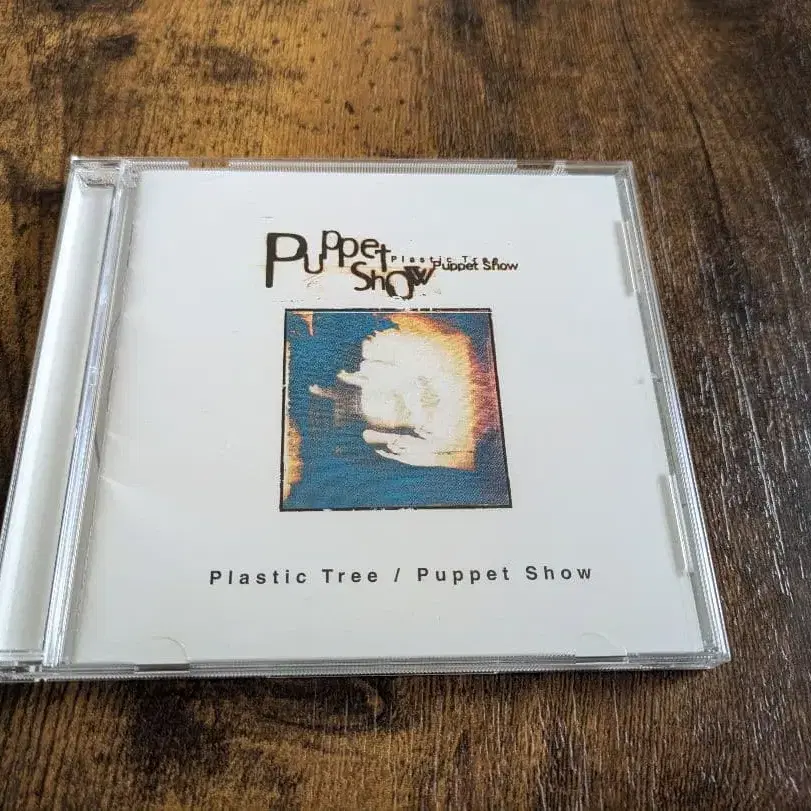 Puppet
Plastic Tree
Show
Puppet Show
Plastic Tree / Puppet Show